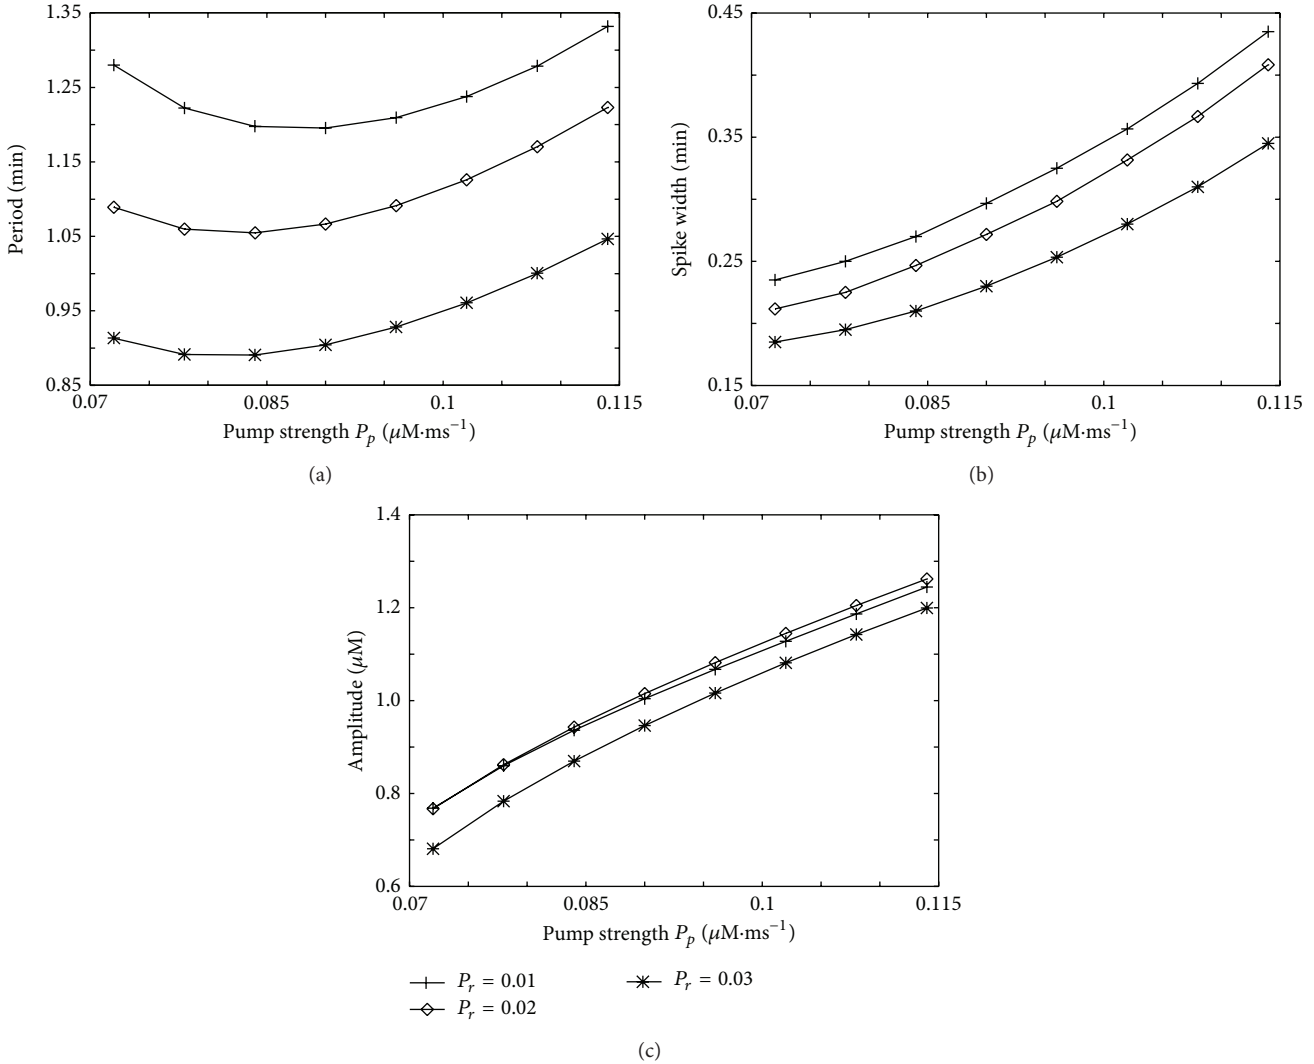 1.35
1.25
1.15
1.05
0.95
0.85
Period (min)
0.07
0.085
0.1
0.115
Pump strength P_p (μM·ms⁻¹)
(a)
0.45
0.35
0.25
0.15
Spike width (min)
0.07
0.085
0.1
0.115
Pump strength P_p (μM·ms⁻¹)
(b)
1.4
1.2
1.0
0.8
0.6
Amplitude (μM)
0.07
0.085
0.1
0.115
Pump strength P_p (μM·ms⁻¹)
P_r = 0.01
P_r = 0.02
P_r = 0.03
(c)